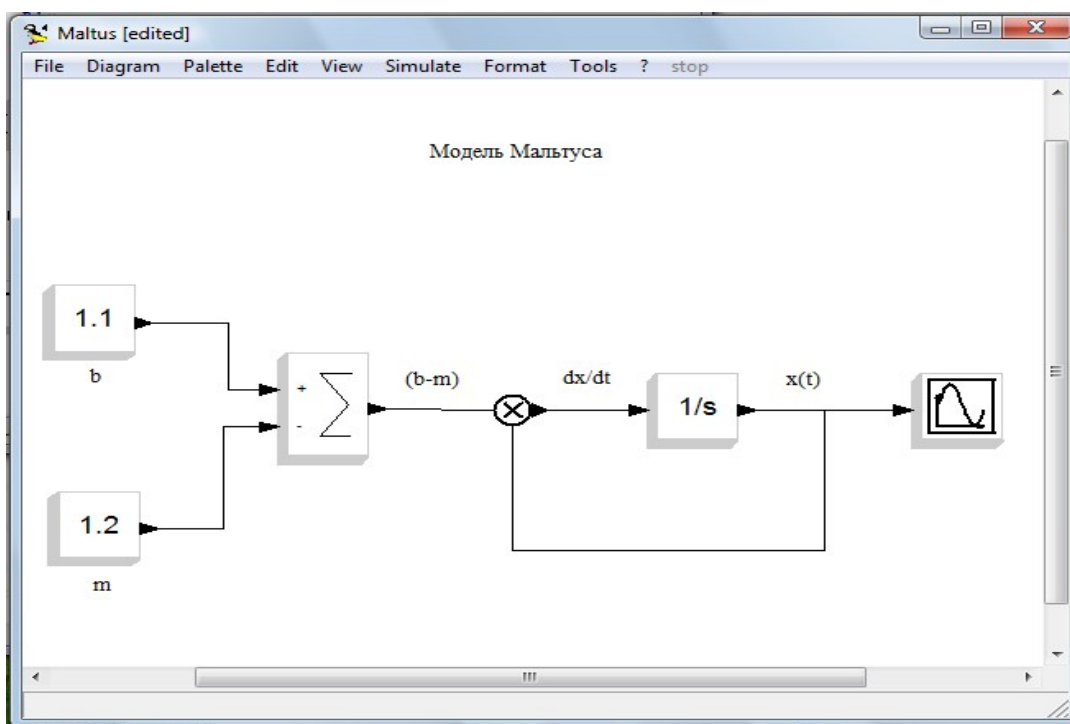 Maltus [edited]
File Diagram Palette Edit View Simulate Format Tools ? stop
Модель Мальтуса
1.1
b
+
-
(b-m)
dx/dt
1/s
x(t)
1.2
m